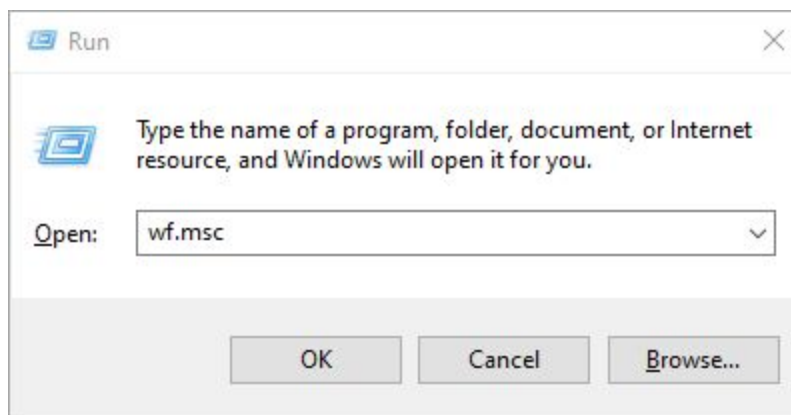 Run
Type the name of a program, folder, document, or Internet
resource, and Windows will open it for you.
Open: wf.msc
OK Cancel Browse...